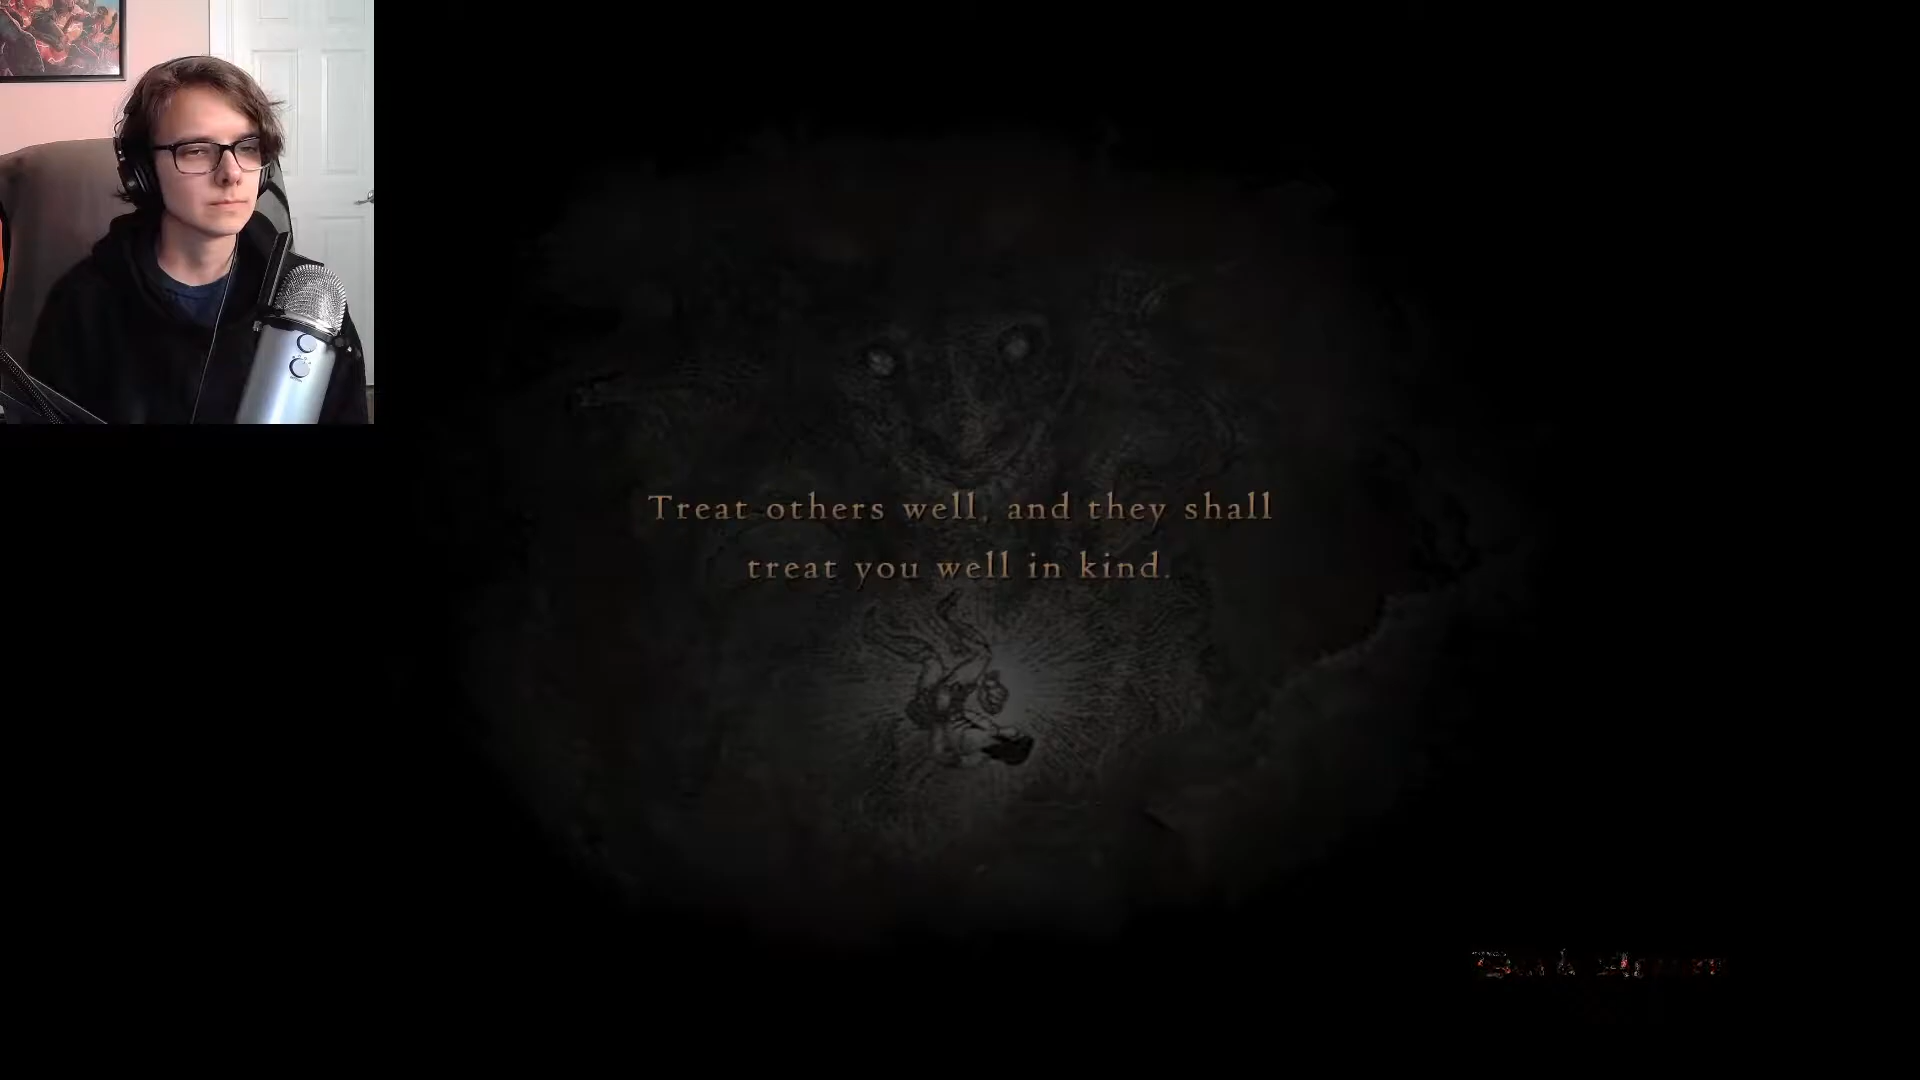 Treat others well, and they shall
treat you well in kind.